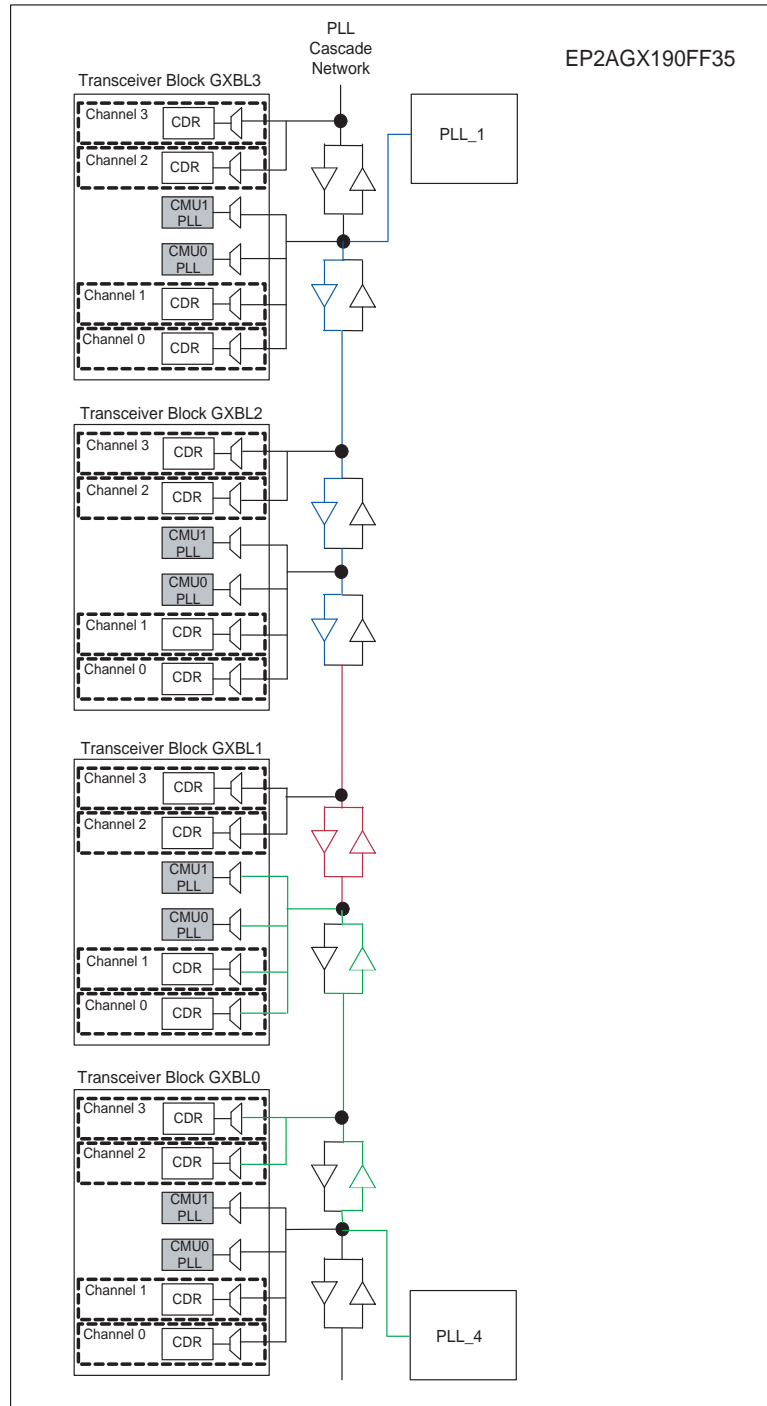 PLL
Cascade
Network
EP2AGX190FF35
Transceiver Block GXBL3
Channel 3
CDR
PLL_1
Channel 2
CDR
CMU1
PLL
CMU0
PLL
Channel 1
CDR
Channel 0
CDR
Transceiver Block GXBL2
Channel 3
CDR
Channel 2
CDR
CMU1
PLL
CMU0
PLL
Channel 1
CDR
Channel 0
CDR
Transceiver Block GXBL1
Channel 3
CDR
Channel 2
CDR
CMU1
PLL
CMU0
PLL
Channel 1
CDR
Channel 0
CDR
Transceiver Block GXBL0
Channel 3
CDR
Channel 2
CDR
CMU1
PLL
CMU0
PLL
Channel 1
CDR
Channel 0
CDR
PLL_4